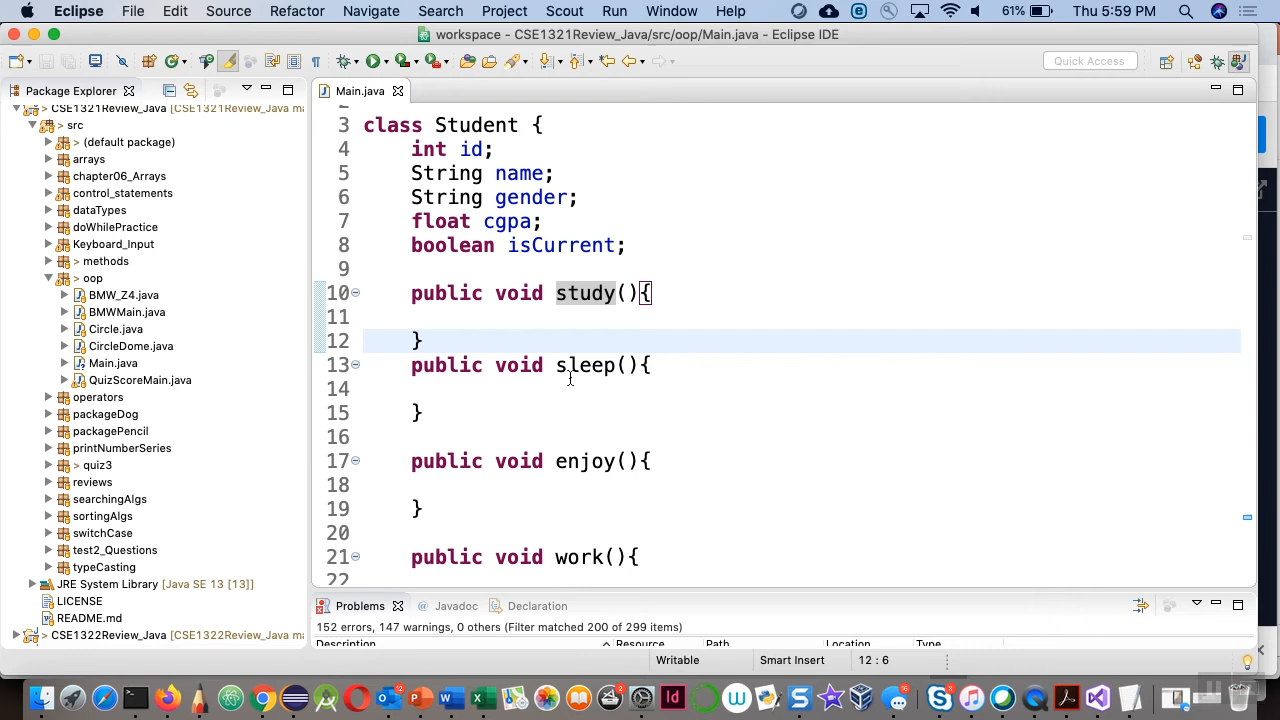 Eclipse File Edit Source Refactor Navigate Search Project Scout Run Window Help 61% Thu 5:59 PM
workspace - CSE1321Review_Java/src/oop/Main.java - Eclipse IDE
Quick Access
Package Explorer
Main.java
> CSE1321Review_Java [CSE1321Review_Java ma
> src
> (default package)
arrays
chapter06_Arrays
control_statements
dataTypes
doWhilePractice
Keyboard_Input
> methods
> oop
BMW_Z4.java
BMWMain.java
Circle.java
CircleDome.java
Main.java
QuizScoreMain.java
operators
packageDog
packagePencil
printNumberSeries
> quiz3
reviews
searchingAlgs
sortingAlgs
switchCase
test2_Questions
typeCasting
JRE System Library [Java SE 13 [13]]
LICENSE
README.md
> CSE1322Review_Java [CSE1322Review_Java m
2
3 class Student {
4 int id;
5 String name;
6 String gender;
7 float cgpa;
8 boolean isCurrent;
9
10 public void study(){
11
12 }
13 public void sleep(){
14
15 }
16
17 public void enjoy(){
18
19 }
20
21 public void work(){
22
Problems @ Javadoc Declaration
152 errors, 147 warnings, 0 others (Filter matched 200 of 299 items)
Description Resource Path Location Type
Writable Smart Insert 12 : 6